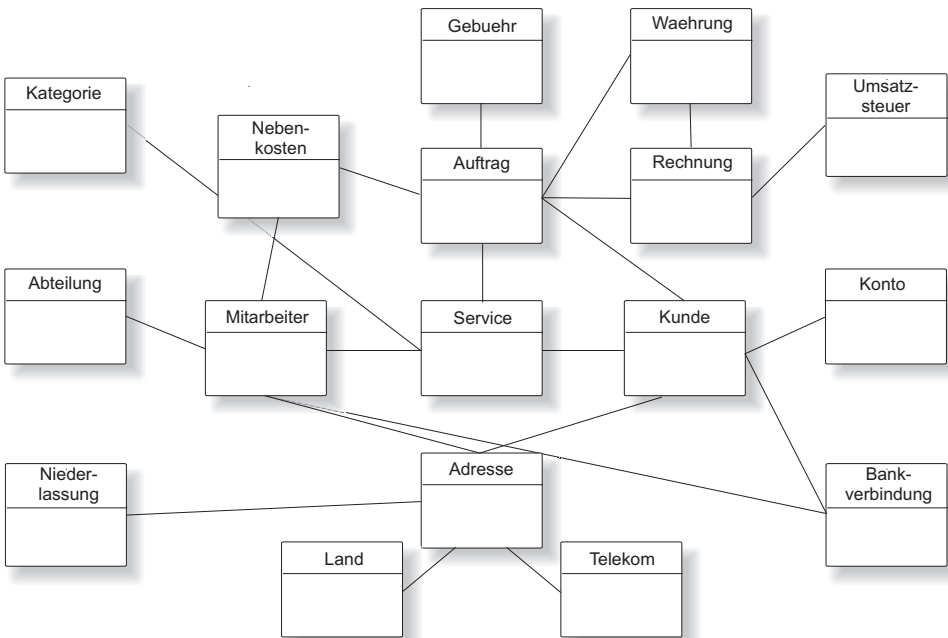 Gebuehr
Waehrung
Kategorie
Umsatz-
steuer
Neben-
kosten
Auftrag
Rechnung
Abteilung
Mitarbeiter
Service
Kunde
Konto
Nieder-
lassung
Adresse
Bank-
verbindung
Land
Telekom